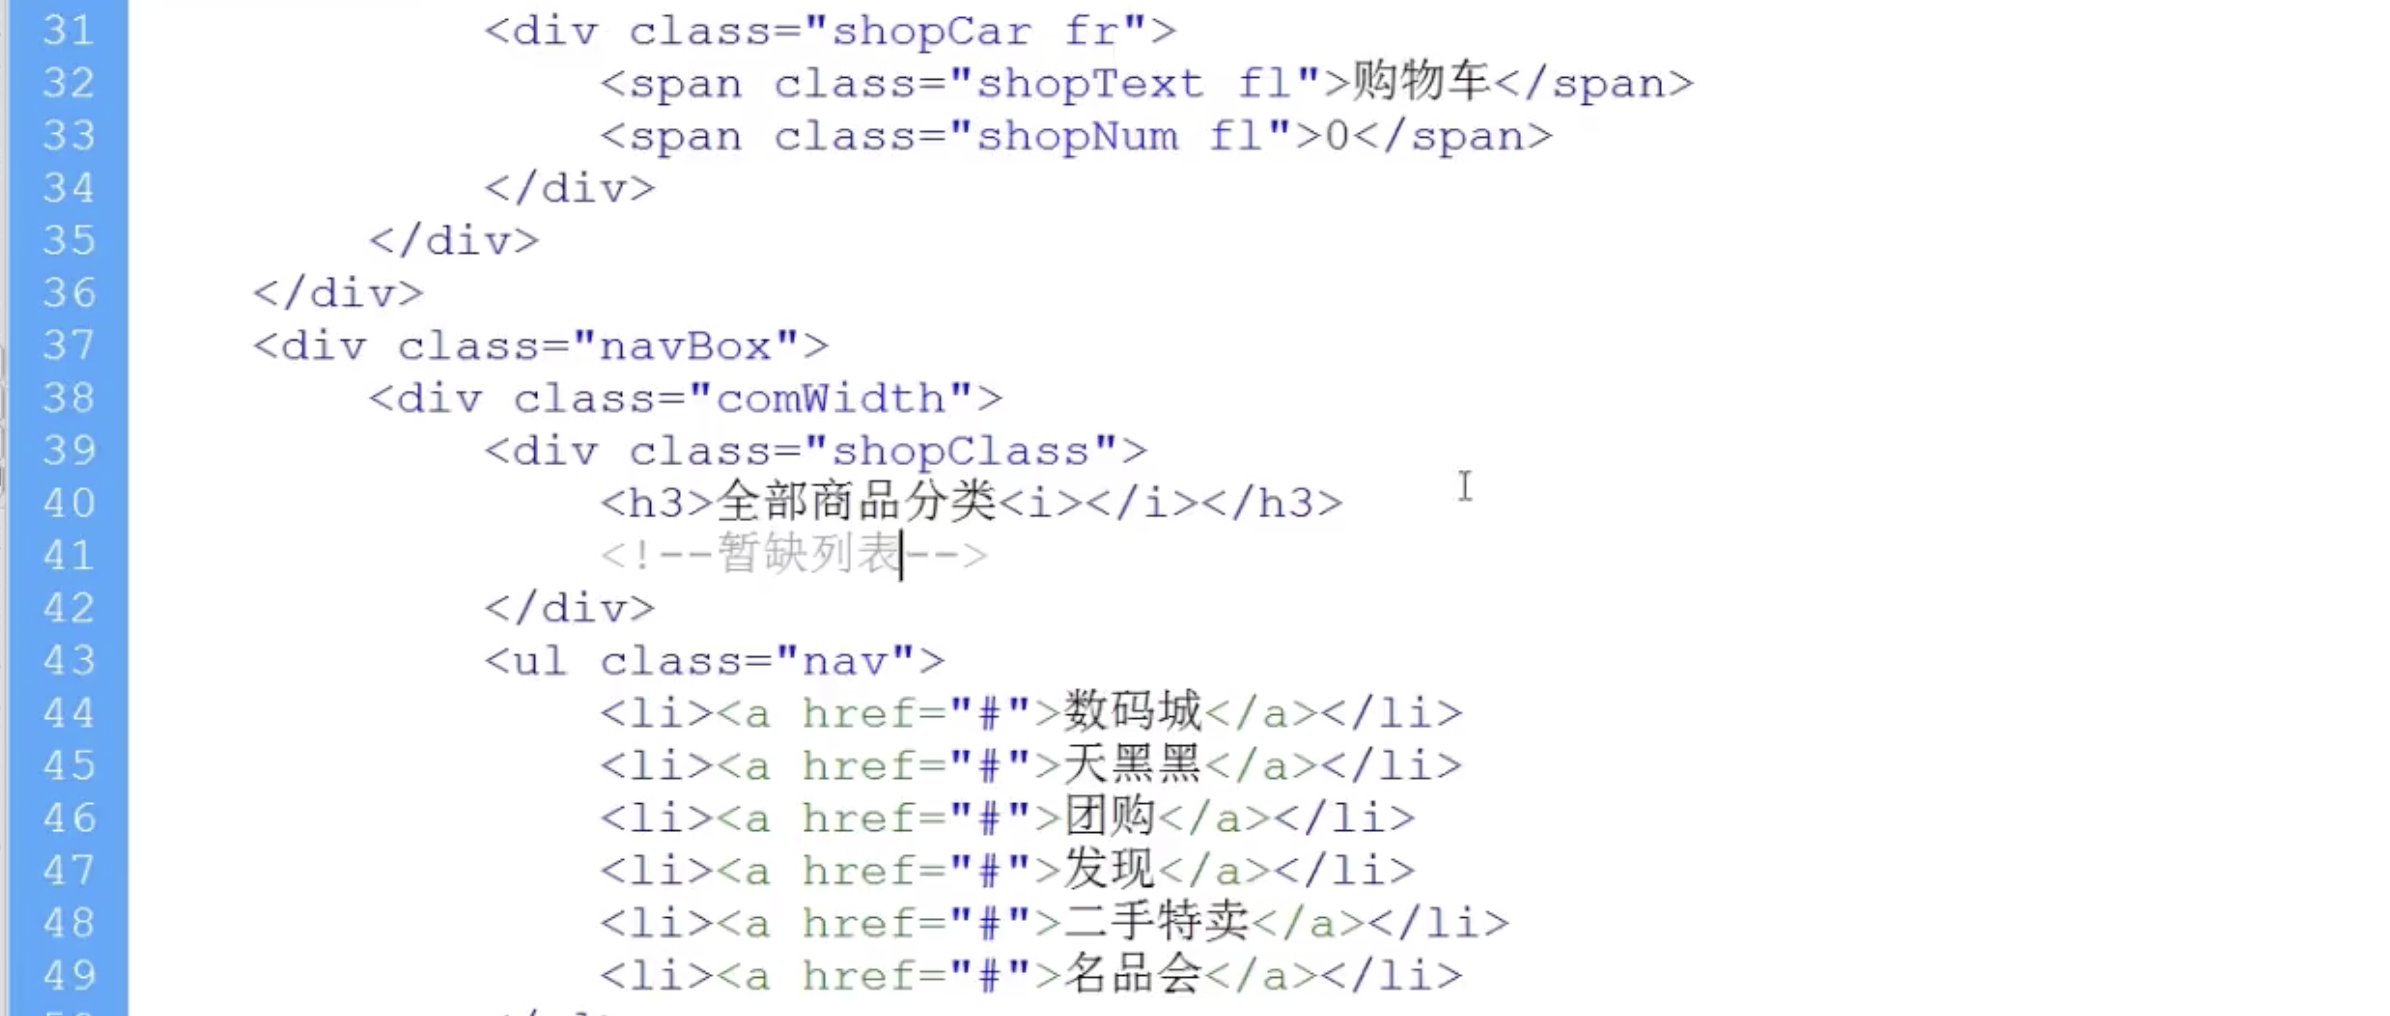 31 <div class="shopCar fr">
32 <span class="shopText fl">购物车</span>
33 <span class="shopNum fl">0</span>
34 </div>
35 </div>
36 </div>
37 <div class="navBox">
38 <div class="comWidth">
39 <div class="shopClass">
40 <h3>全部商品分类<i></i></h3>
41 <!--暂缺列表-->
42 </div>
43 <ul class="nav">
44 <li><a href="#">数码城</a></li>
45 <li><a href="#">天黑黑</a></li>
46 <li><a href="#">团购</a></li>
47 <li><a href="#">发现</a></li>
48 <li><a href="#">二手特卖</a></li>
49 <li><a href="#">名品会</a></li>